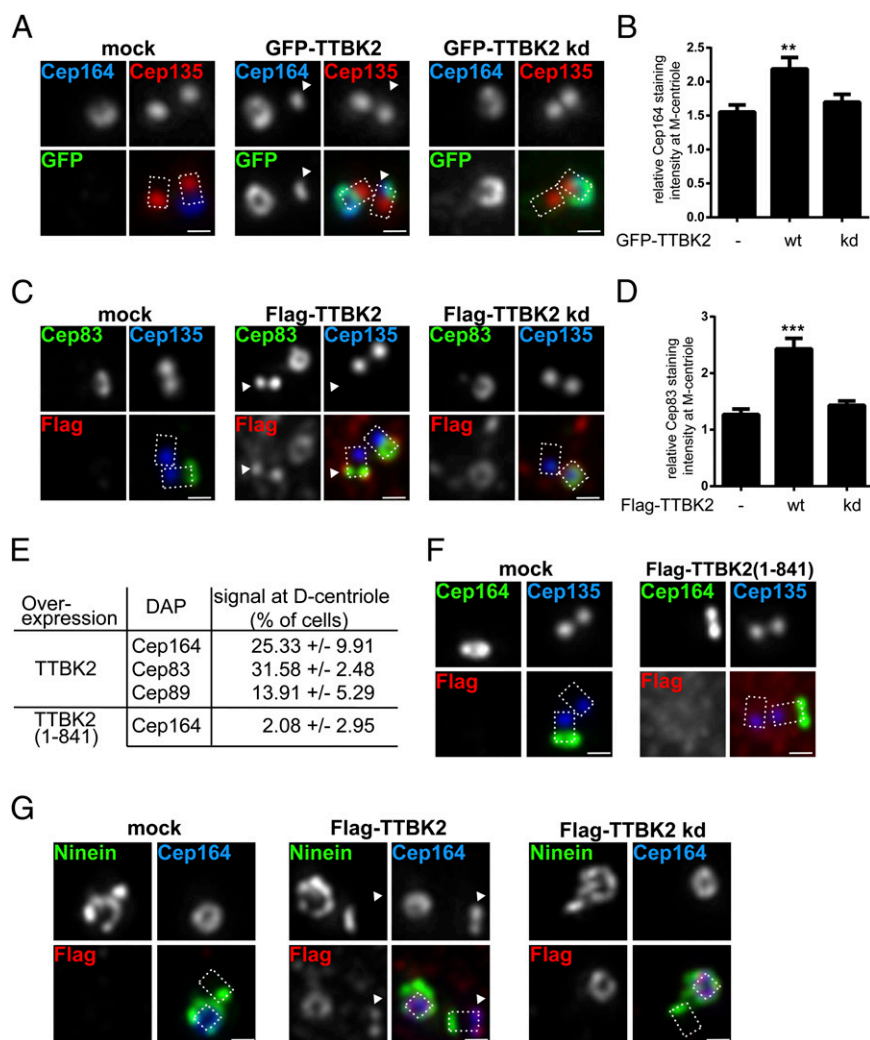 A
mock
GFP-TTBK2
GFP-TTBK2 kd
Cep164 Cep135
Cep164 Cep135
Cep164 Cep135
GFP
GFP
GFP
B
relative Cep164 staining
intensity at M-centriole
2.5
2.0
1.5
1.0
0.5
0.0
**
GFP-TTBK2 - wt kd
C
mock
Flag-TTBK2
Flag-TTBK2 kd
Cep83 Cep135
Cep83 Cep135
Cep83 Cep135
Flag
Flag
Flag
D
relative Cep83 staining
intensity at M-centriole
3
2
1
0
***
Flag-TTBK2 - wt kd
E
Over-
expression
DAP
signal at D-centriole
(% of cells)
TTBK2
Cep164 25.33 +/- 9.91
Cep83 31.58 +/- 2.48
Cep89 13.91 +/- 5.29
TTBK2
(1-841)
Cep164 2.08 +/- 2.95
F
mock
Flag-TTBK2(1-841)
Cep164 Cep135
Cep164 Cep135
Flag
Flag
G
mock
Flag-TTBK2
Flag-TTBK2 kd
Ninein Cep164
Ninein Cep164
Ninein Cep164
Flag
Flag
Flag